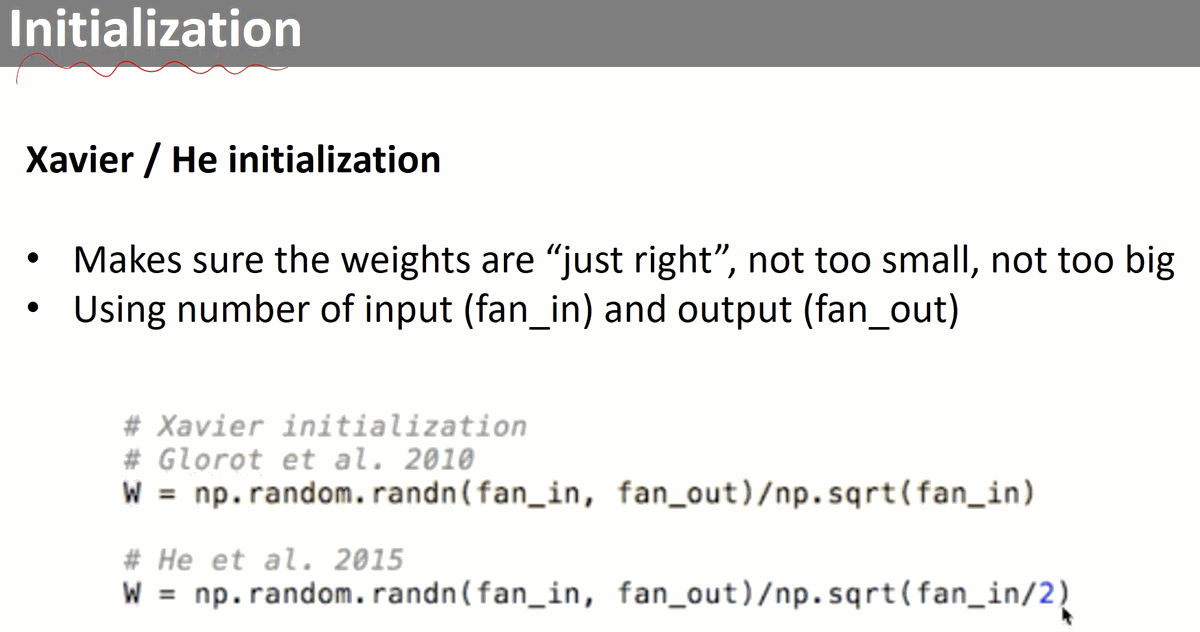 Initialization
Xavier / He initialization
• Makes sure the weights are “just right”, not too small, not too big
• Using number of input (fan_in) and output (fan_out)
# Xavier initialization
# Glorot et al. 2010
W = np.random.randn(fan_in, fan_out)/np.sqrt(fan_in)
# He et al. 2015
W = np.random.randn(fan_in, fan_out)/np.sqrt(fan_in/2)